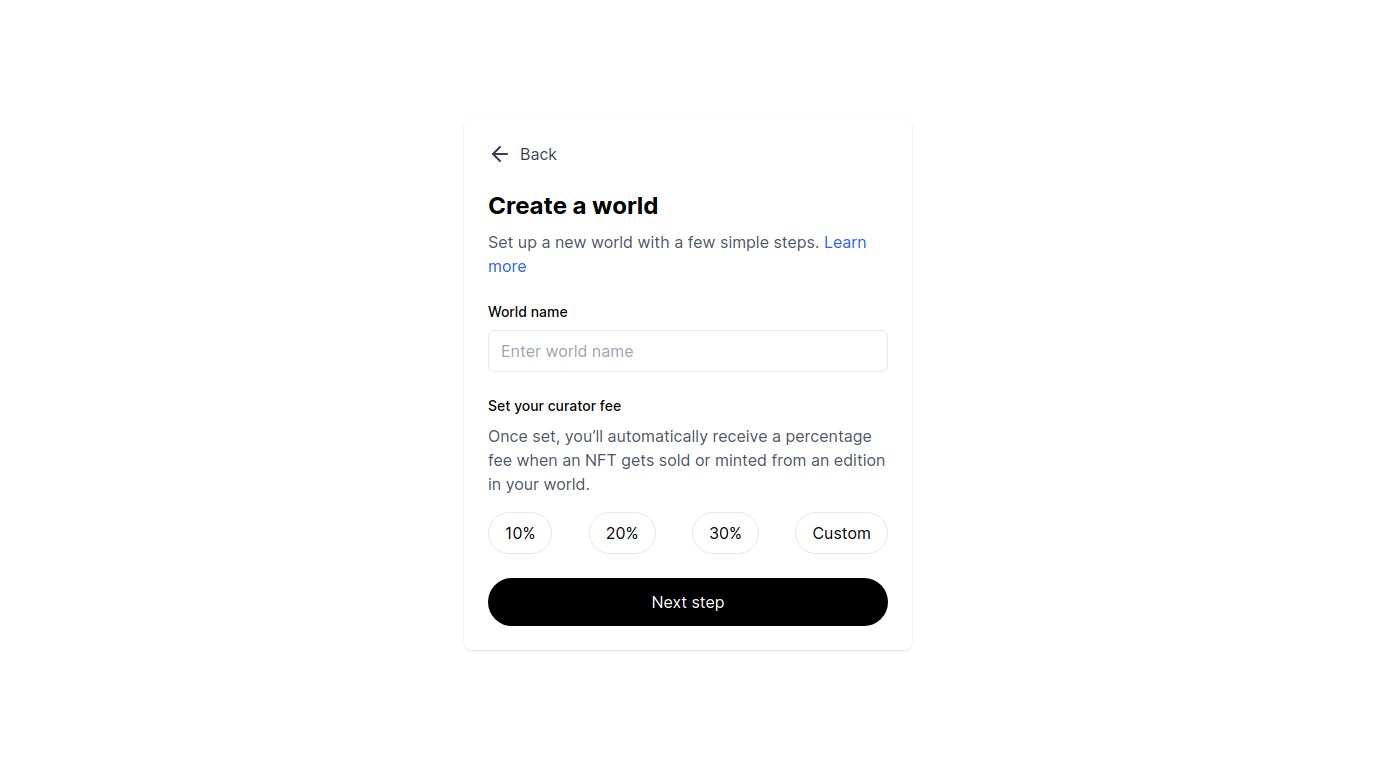 Back
Create a world
Set up a new world with a few simple steps. Learn
more
World name
Enter world name
Set your curator fee
Once set, you’ll automatically receive a percentage
fee when an NFT gets sold or minted from an edition
in your world.
10% 20% 30% Custom
Next step